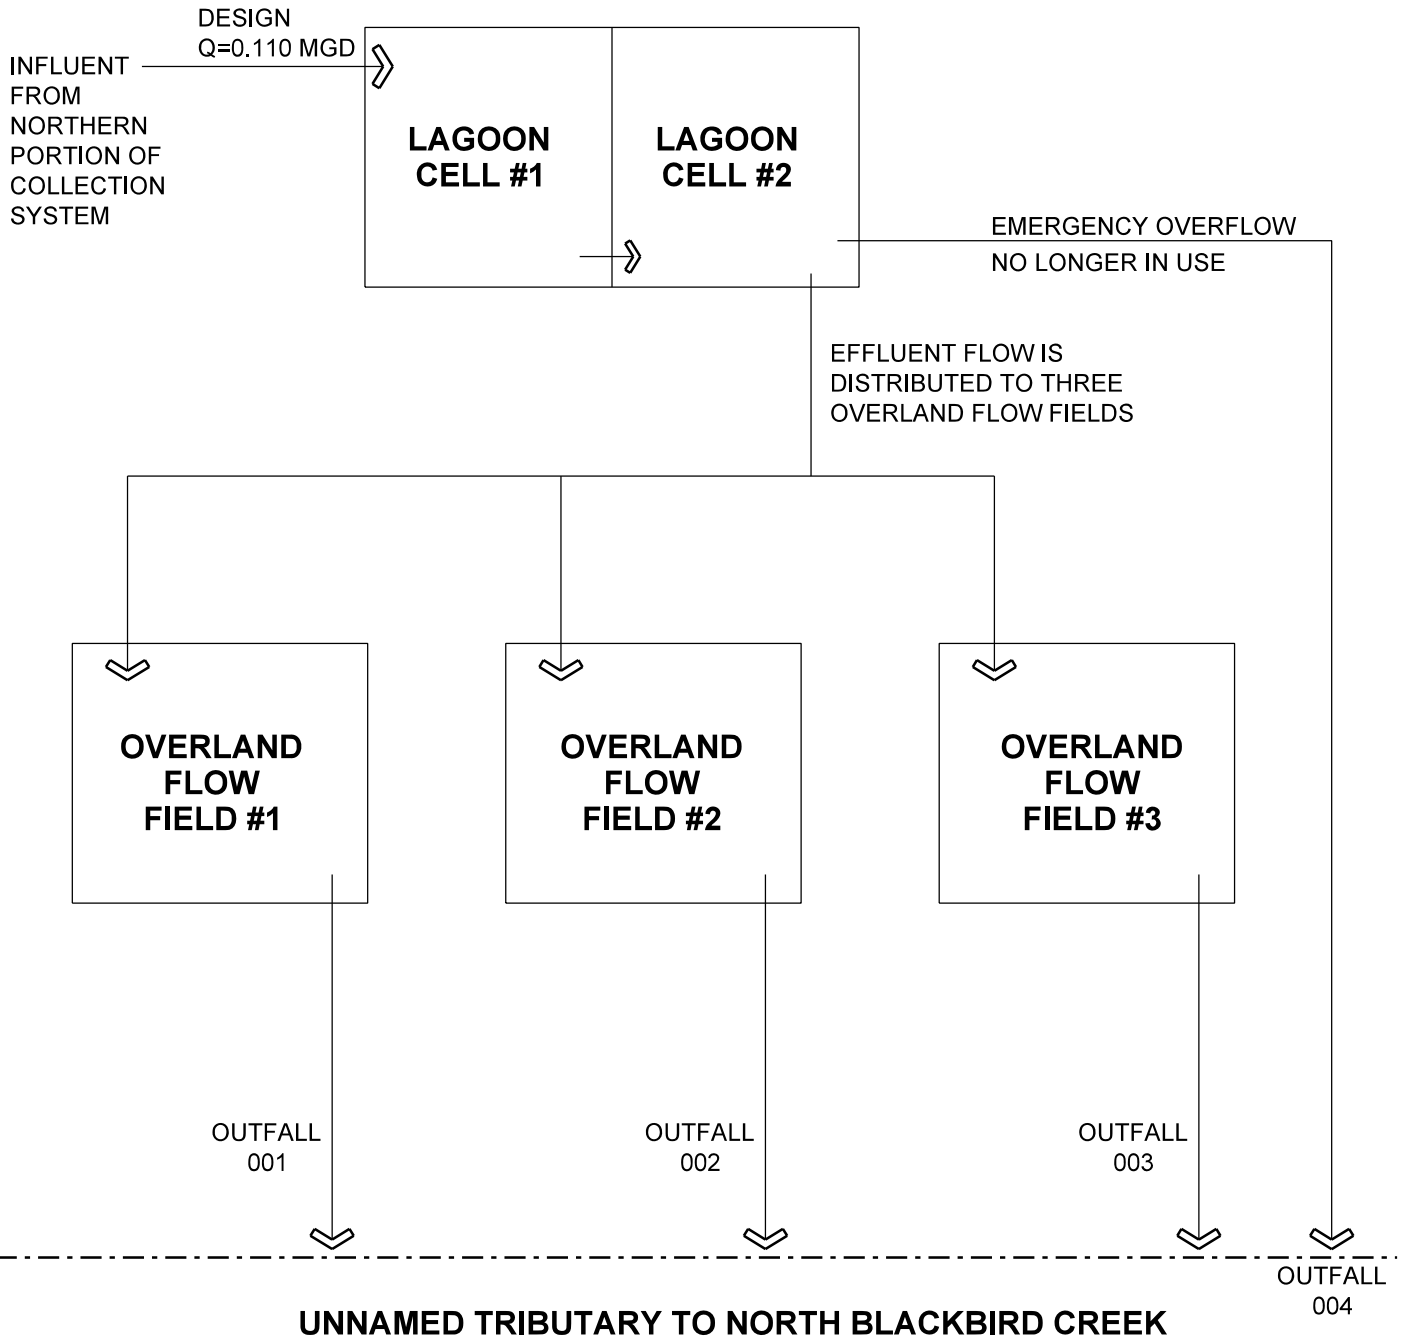 DESIGN
Q=0.110 MGD
INFLUENT
FROM
NORTHERN
PORTION OF
COLLECTION
SYSTEM
LAGOON
CELL #1
LAGOON
CELL #2
EMERGENCY OVERFLOW
NO LONGER IN USE
EFFLUENT FLOW IS
DISTRIBUTED TO THREE
OVERLAND FLOW FIELDS
OVERLAND
FLOW
FIELD #1
OVERLAND
FLOW
FIELD #2
OVERLAND
FLOW
FIELD #3
OUTFALL
001
OUTFALL
002
OUTFALL
003
OUTFALL
004
UNNAMED TRIBUTARY TO NORTH BLACKBIRD CREEK